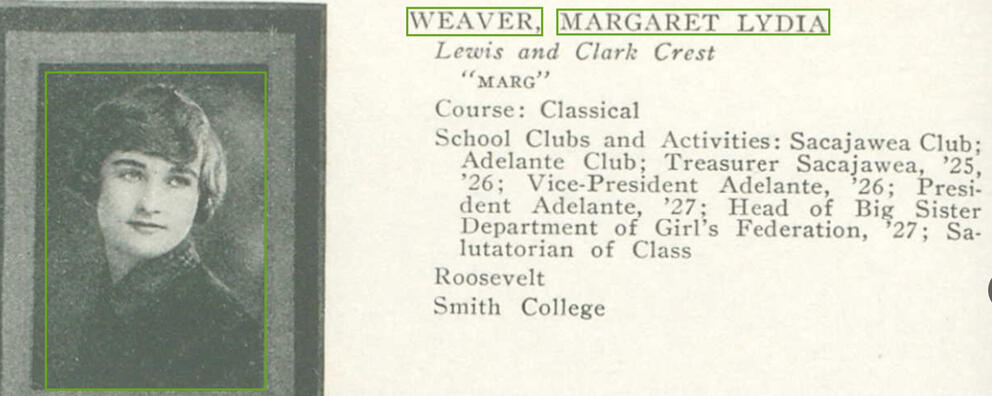 WEAVER, MARGARET LYDIA
Lewis and Clark Crest
"MARG"
Course: Classical
School Clubs and Activities: Sacajawea Club;
Adelante Club; Treasurer Sacajawea, '25,
'26; Vice-President Adelante, '26; Presi-
dent Adelante, '27; Head of Big Sister
Department of Girl's Federation, '27; Sa-
lutatorian of Class
Roosevelt
Smith College